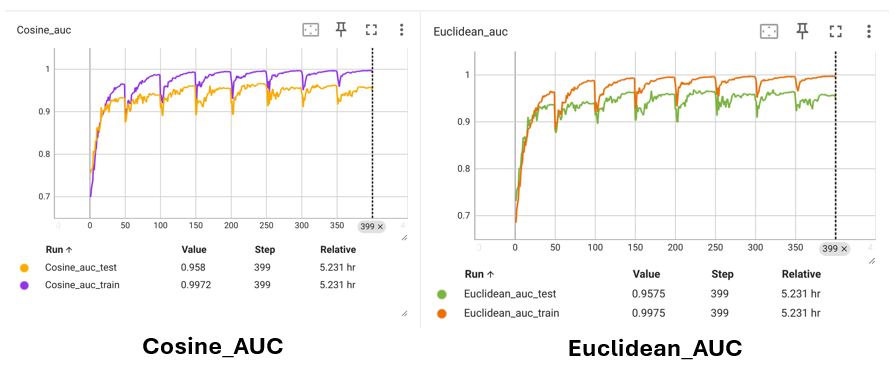 Cosine_auc
1
0.9
0.8
0.7
0 50 100 150 200 250 300 350 399 ×
Run ↑ Value Step Relative
Cosine_auc_test 0.958 399 5.231 hr
Cosine_auc_train 0.9972 399 5.231 hr
Cosine_AUC
Euclidean_auc
1
0.9
0.8
0.7
0 50 100 150 200 250 300 350 399 ×
Run ↑ Value Step Relative
Euclidean_auc_test 0.9575 399 5.231 hr
Euclidean_auc_train 0.9975 399 5.231 hr
Euclidean_AUC